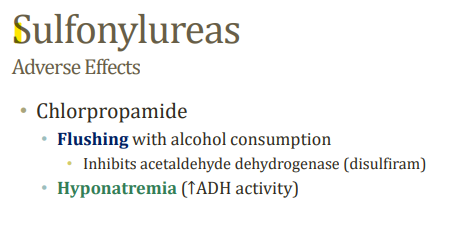 Sulfonylureas
Adverse Effects
• Chlorpropamide
• Flushing with alcohol consumption
• Inhibits acetaldehyde dehydrogenase (disulfiram)
• Hyponatremia (↑ADH activity)